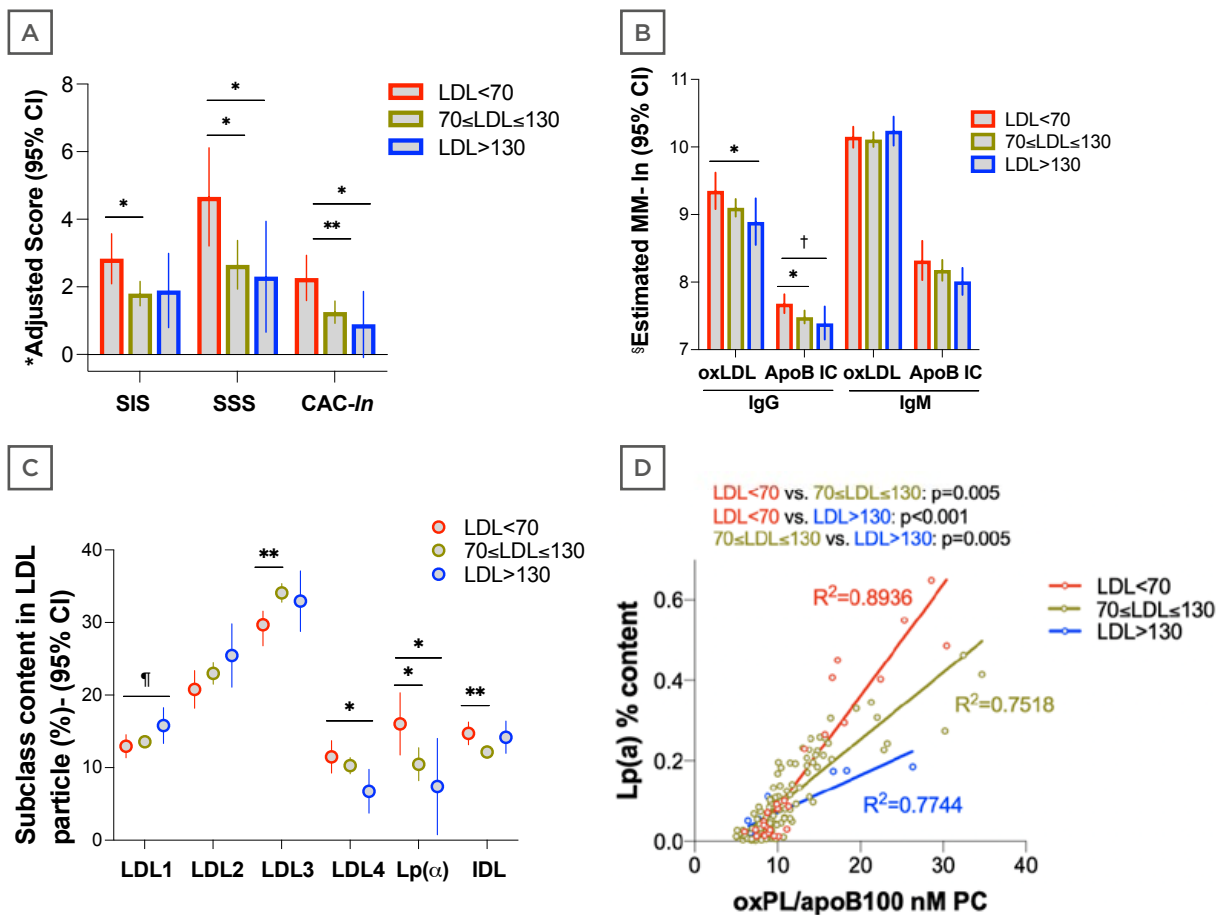 A
*Adjusted Score (95% CI)
8
6
4
2
0
* * * * * **
SIS SSS CAC-ln
LDL<70
70≤LDL≤130
LDL>130
B
§Estimated MM- ln (95% CI)
11
10
9
8
7
* * †
oxLDL ApoB IC oxLDL ApoB IC
IgG IgM
LDL<70
70≤LDL≤130
LDL>130
C
Subclass content in LDL
particle (%)- (95% CI)
40
30
20
10
0
¶ ** * * * **
LDL1 LDL2 LDL3 LDL4 Lp(α) IDL
LDL<70
70≤LDL≤130
LDL>130
D
LDL<70 vs. 70≤LDL≤130: p=0.005
LDL<70 vs. LDL>130: p<0.001
70≤LDL≤130 vs. LDL>130: p=0.005
Lp(a) % content
0.6
0.4
0.2
0.0
R²=0.8936
R²=0.7518
R²=0.7744
0 10 20 30 40
oxPL/apoB100 nM PC
LDL<70
70≤LDL≤130
LDL>130